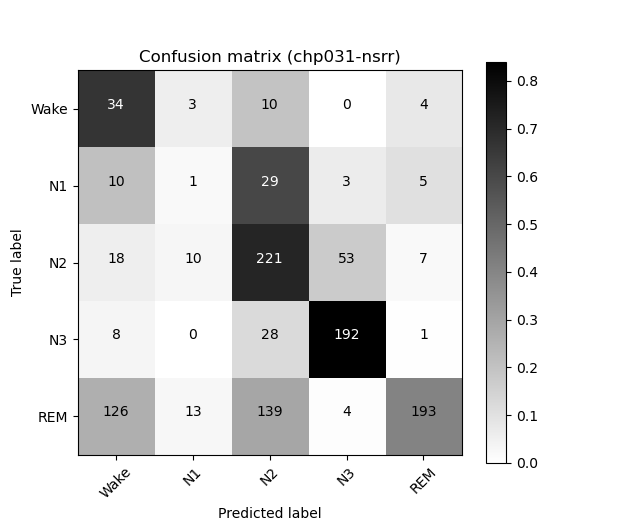 Confusion matrix (chp031-nsrr)
True label
Wake 34 3 10 0 4
N1 10 1 29 3 5
N2 18 10 221 53 7
N3 8 0 28 192 1
REM 126 13 139 4 193
Wake N1 N2 N3 REM
Predicted label
0.8
0.7
0.6
0.5
0.4
0.3
0.2
0.1
0.0